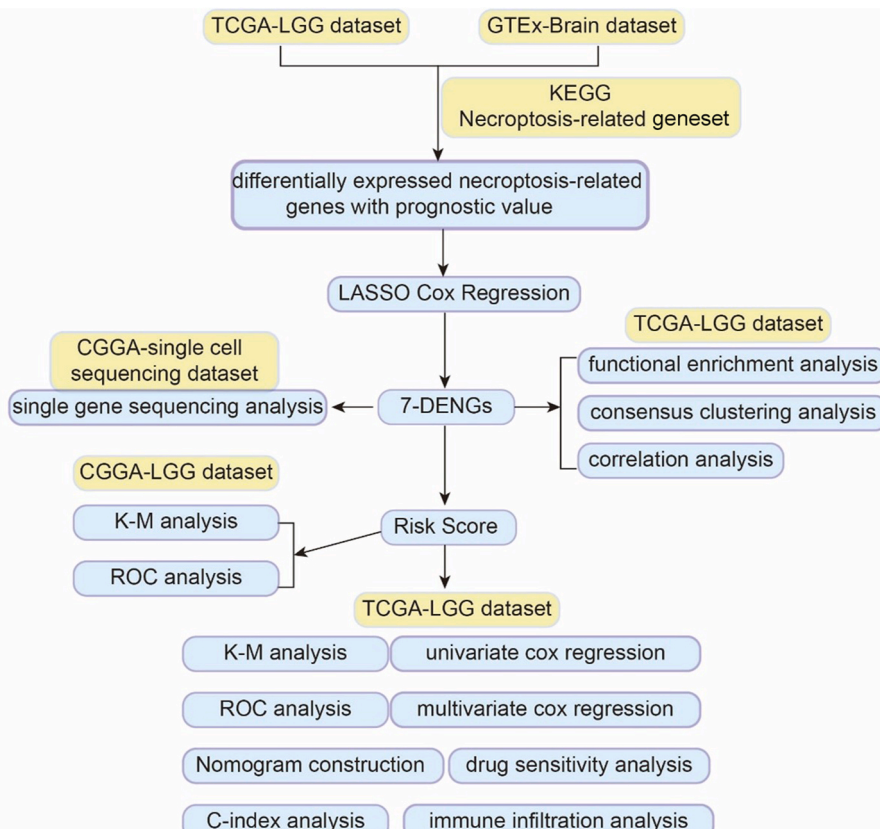 TCGA-LGG dataset
GTEx-Brain dataset
KEGG
Necroptosis-related geneset
differentially expressed necroptosis-related
genes with prognostic value
LASSO Cox Regression
TCGA-LGG dataset
functional enrichment analysis
consensus clustering analysis
correlation analysis
CGGA-single cell
sequencing dataset
single gene sequencing analysis
7-DENGs
CGGA-LGG dataset
K-M analysis
ROC analysis
Risk Score
TCGA-LGG dataset
K-M analysis
univariate cox regression
ROC analysis
multivariate cox regression
Nomogram construction
drug sensitivity analysis
C-index analysis
immune infiltration analysis